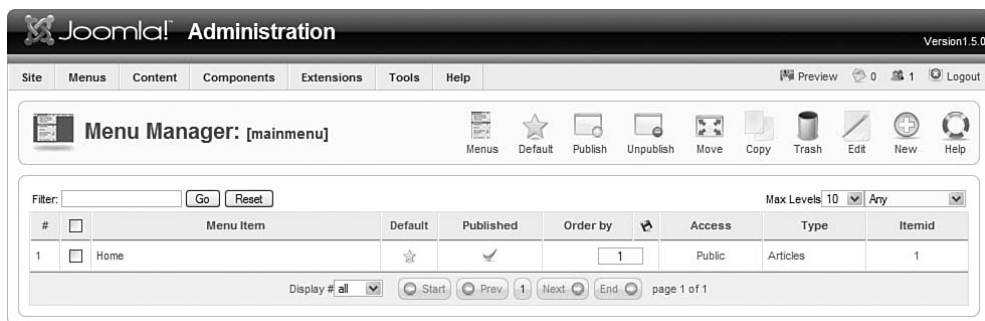 Joomla! Administration
Version1.5.0
Site Menus Content Components Extensions Tools Help Preview 0 1 Logout
Menu Manager: [mainmenu]
Menus Default Publish Unpublish Move Copy Trash Edit New Help
Filter: Go Reset Max Levels 10 Any
# Menu Item Default Published Order by Access Type Itemid
1 Home 1 Public Articles 1
Display # all Start Prev 1 Next End page 1 of 1